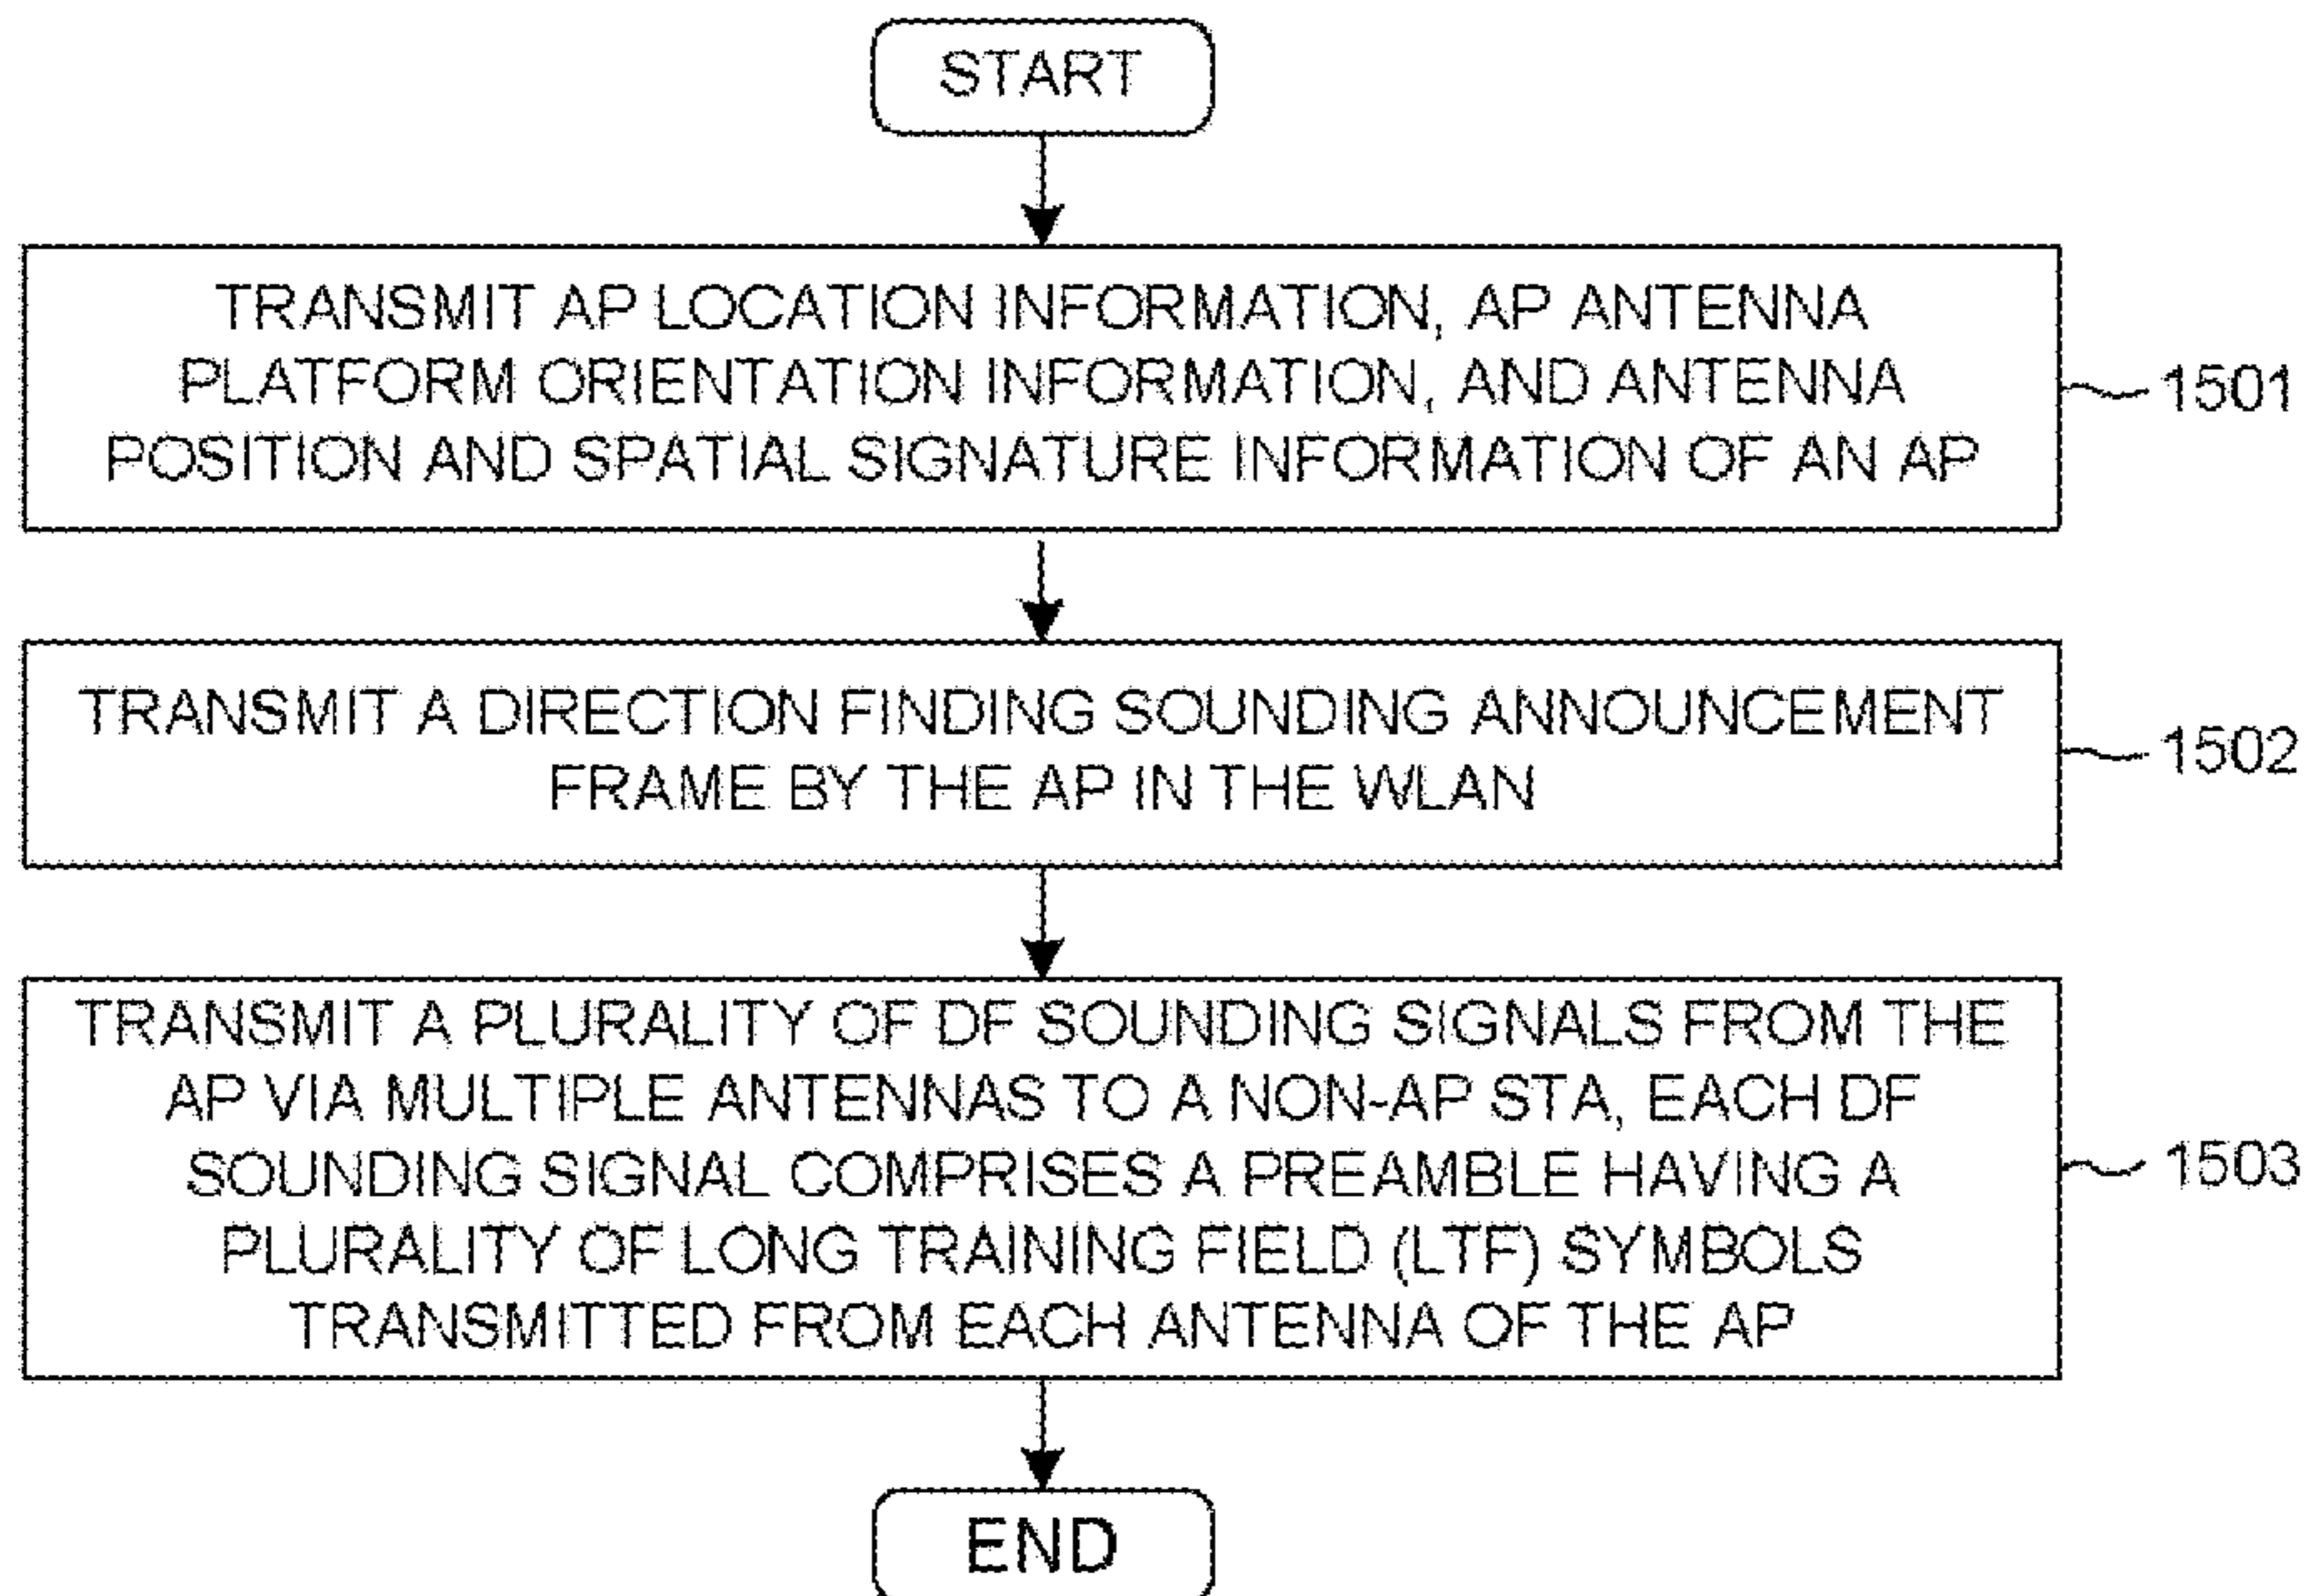 START
TRANSMIT AP LOCATION INFORMATION, AP ANTENNA
PLATFORM ORIENTATION INFORMATION, AND ANTENNA
POSITION AND SPATIAL SIGNATURE INFORMATION OF AN AP
1501
TRANSMIT A DIRECTION FINDING SOUNDING ANNOUNCEMENT
FRAME BY THE AP IN THE WLAN
1502
TRANSMIT A PLURALITY OF DF SOUNDING SIGNALS FROM THE
AP VIA MULTIPLE ANTENNAS TO A NON-AP STA, EACH DF
SOUNDING SIGNAL COMPRISES A PREAMBLE HAVING A
PLURALITY OF LONG TRAINING FIELD (LTF) SYMBOLS
TRANSMITTED FROM EACH ANTENNA OF THE AP
1503
END